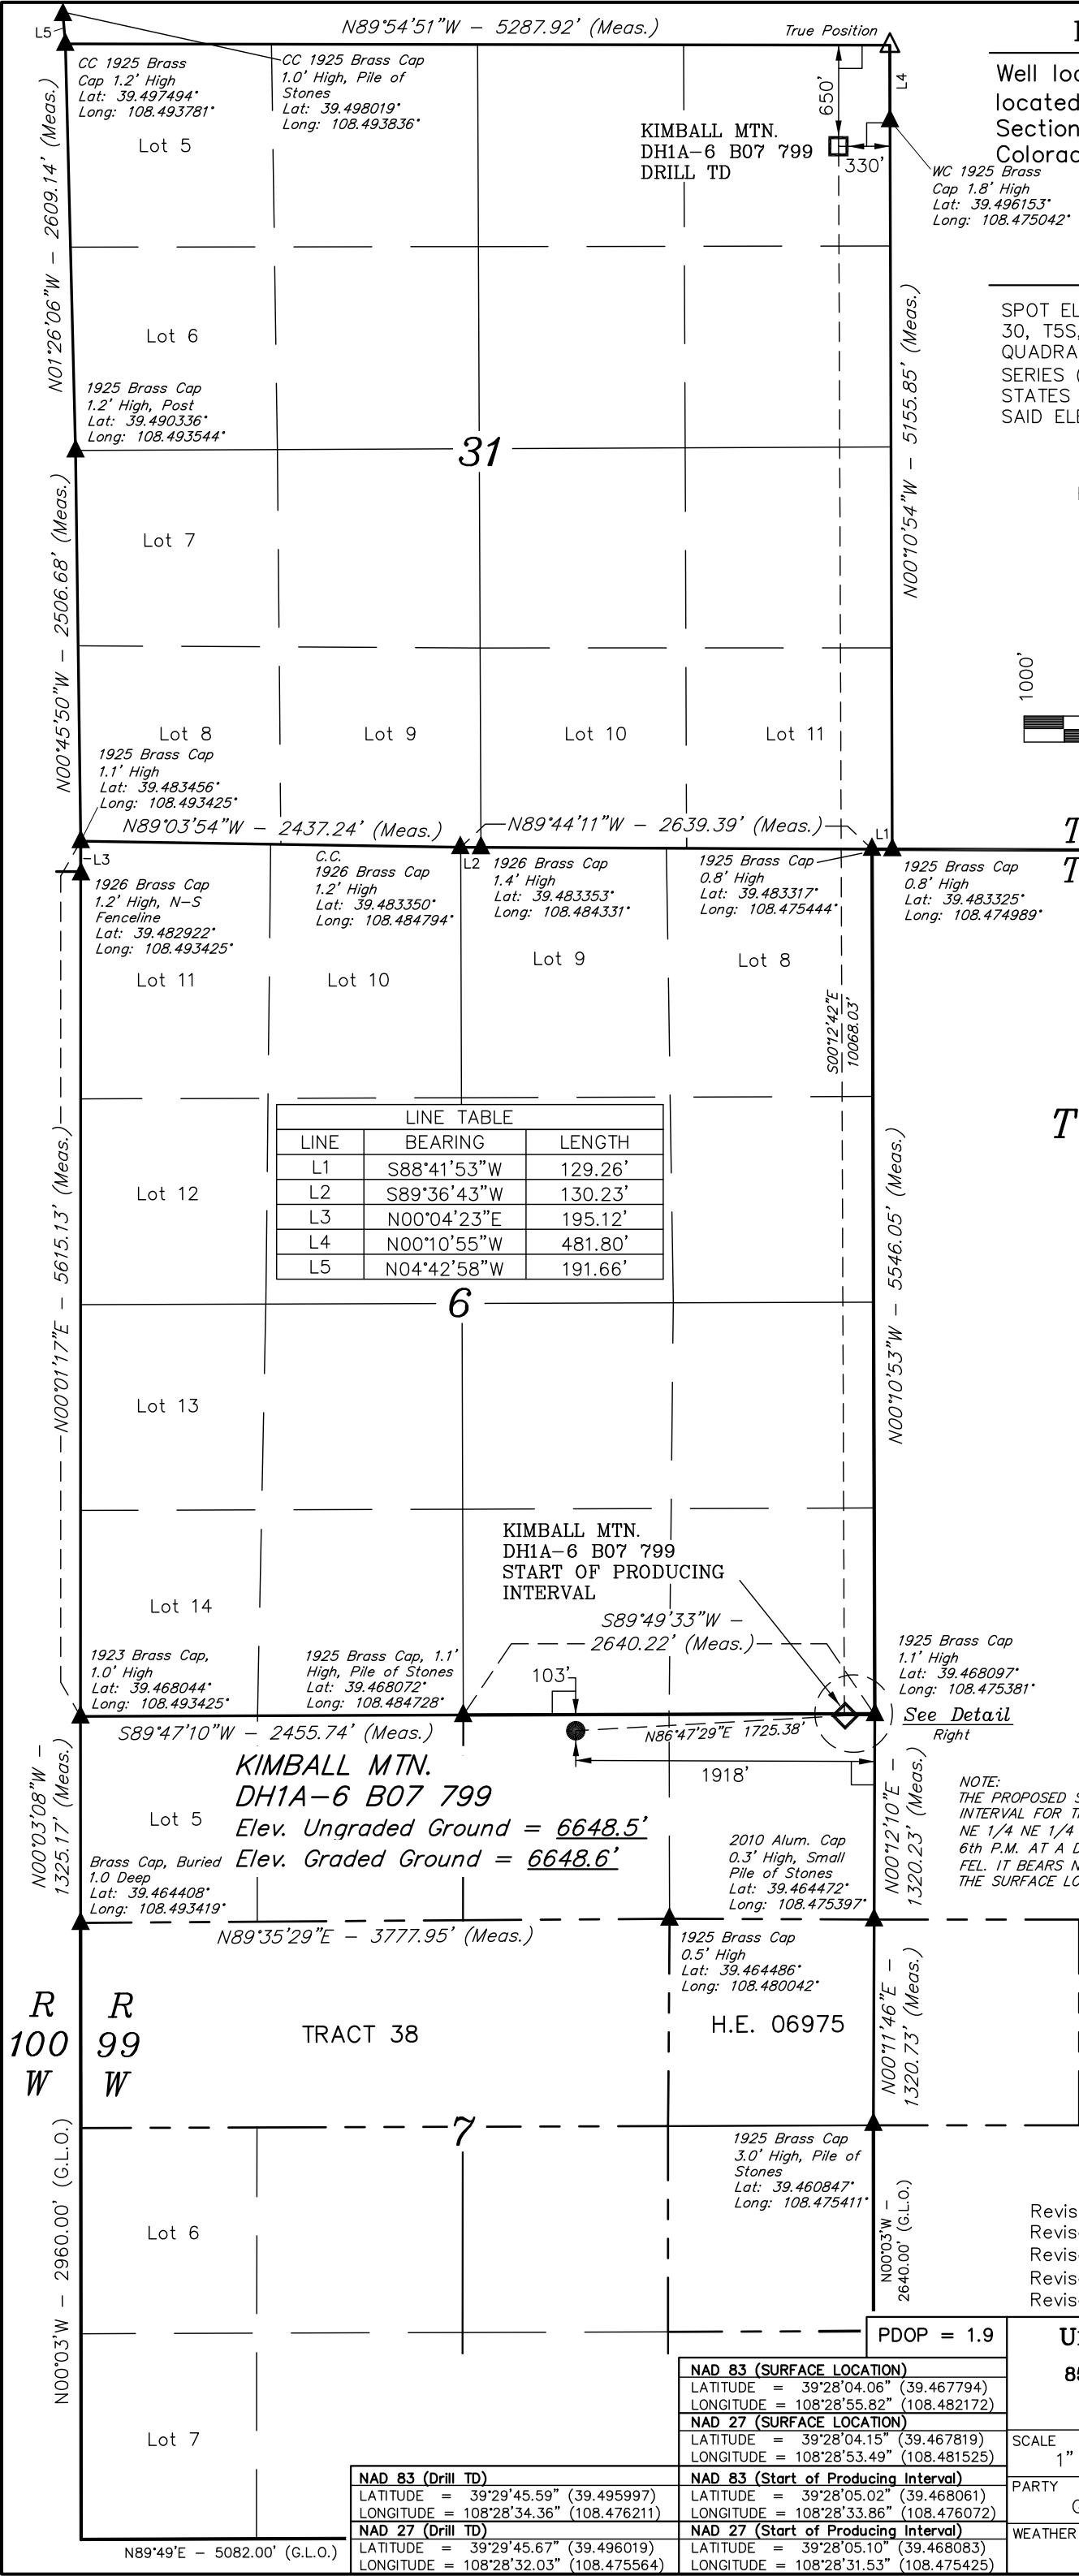 L5
N89°54'51"W - 5287.92' (Meas.)
True Position
CC 1925 Brass
Cap 1.2' High
Lat: 39.497494°
Long: 108.493781°
CC 1925 Brass Cap
1.0' High, Pile of
Stones
Lat: 39.498019°
Long: 108.493836°
Lot 5
N01°26'06"W - 2609.14' (Meas.)
650'
L4
KIMBALL MTN.
DH1A-6 B07 799
DRILL TD
330'
Well
located
Section
WC 1925 Brass
Cap 1.8' High
Lat: 39.496153°
Long: 108.475042°
SPOT
30, T5S,
SERIES
STATES
SAID
Lot 6
1925 Brass Cap
1.2' High, Post
Lat: 39.490336°
Long: 108.493544°
31
N00°10'54"W - 5155.85' (Meas.)
N00°45'50"W - 2506.68' (Meas.)
Lot 7
1000'
Lot 8
Lot 9
Lot 10
Lot 11
1925 Brass Cap
1.1' High
Lat: 39.483456°
Long: 108.493425°
N89°03'54"W - 2437.24' (Meas.)
N89°44'11"W - 2639.39' (Meas.)
L1
T
T
L3
L2
1926 Brass Cap
1.2' High, N-S
Fenceline
Lat: 39.482922°
Long: 108.493425°
C.C.
1926 Brass Cap
1.2' High
Lat: 39.483350°
Long: 108.484794°
1926 Brass Cap
1.4' High
Lat: 39.483353°
Long: 108.484331°
1925 Brass Cap
0.8' High
Lat: 39.483317°
Long: 108.475444°
1925 Brass Cap
0.8' High
Lat: 39.483325°
Long: 108.474989°
Lot 11
Lot 10
Lot 9
Lot 8
S00°12'42"E
10068.03'
T
LINE TABLE
LINE BEARING LENGTH
L1 S88°41'53"W 129.26'
L2 S89°36'43"W 130.23'
L3 N00°04'23"E 195.12'
L4 N00°10'55"W 481.80'
L5 N04°42'58"W 191.66'
Lot 12
N00°01'17"E - 5615.13' (Meas.)
N00°10'53"W - 5546.05' (Meas.)
6
Lot 13
KIMBALL MTN.
DH1A-6 B07 799
START OF PRODUCING
INTERVAL
Lot 14
S89°49'33"W -
2640.22' (Meas.)
1923 Brass Cap,
1.0' High
Lat: 39.468044°
Long: 108.493425°
1925 Brass Cap, 1.1'
High, Pile of Stones
Lat: 39.468072°
Long: 108.484728°
103'
1925 Brass Cap
1.1' High
Lat: 39.468097°
Long: 108.475381°
See Detail
Right
S89°47'10"W - 2455.74' (Meas.)
N86°47'29"E 1725.38'
1918'
KIMBALL MTN.
DH1A-6 B07 799
Elev. Ungraded Ground = 6648.5'
Elev. Graded Ground = 6648.6'
N00°03'08"W -
1325.17' (Meas.)
Lot 5
Brass Cap, Buried
1.0 Deep
Lat: 39.464408°
Long: 108.493419°
2010 Alum. Cap
0.3' High, Small
Pile of Stones
Lat: 39.464472°
Long: 108.475397°
N00°12'10"E -
1320.23' (Meas.)
NOTE:
THE PROPOSED
INTERVAL FOR
NE 1/4 NE 1/4
6th P.M. AT A
FEL. IT BEARS
THE SURFACE
N89°35'29"E - 3777.95' (Meas.)
1925 Brass Cap
0.5' High
Lat: 39.464486°
Long: 108.480042°
R
100
W
R
99
W
TRACT 38
H.E. 06975
N00°11'46"E -
1320.73' (Meas.)
7
1925 Brass Cap
3.0' High, Pile of
Stones
Lat: 39.460847°
Long: 108.475411°
N00°03'W - 2960.00' (G.L.O.)
N00°03'W -
2640.00' (G.L.O.)
Lot 6
Revis
Revis
Revis
Revis
Revis
Lot 7
PDOP = 1.9
NAD 83 (SURFACE LOCATION)
LATITUDE = 39°28'04.06" (39.467794)
LONGITUDE = 108°28'55.82" (108.482172)
NAD 27 (SURFACE LOCATION)
LATITUDE = 39°28'04.15" (39.467819)
LONGITUDE = 108°28'53.49" (108.481525)
NAD 83 (Drill TD)
LATITUDE = 39°29'45.59" (39.495997)
LONGITUDE = 108°28'34.36" (108.476211)
NAD 27 (Drill TD)
LATITUDE = 39°29'45.67" (39.496019)
LONGITUDE = 108°28'32.03" (108.475564)
NAD 83 (Start of Producing Interval)
LATITUDE = 39°28'05.02" (39.468061)
LONGITUDE = 108°28'33.86" (108.476072)
NAD 27 (Start of Producing Interval)
LATITUDE = 39°28'05.10" (39.468083)
LONGITUDE = 108°28'31.53" (108.475425)
SCALE
1"
PARTY
WEATHER
N89°49'E - 5082.00' (G.L.O.)